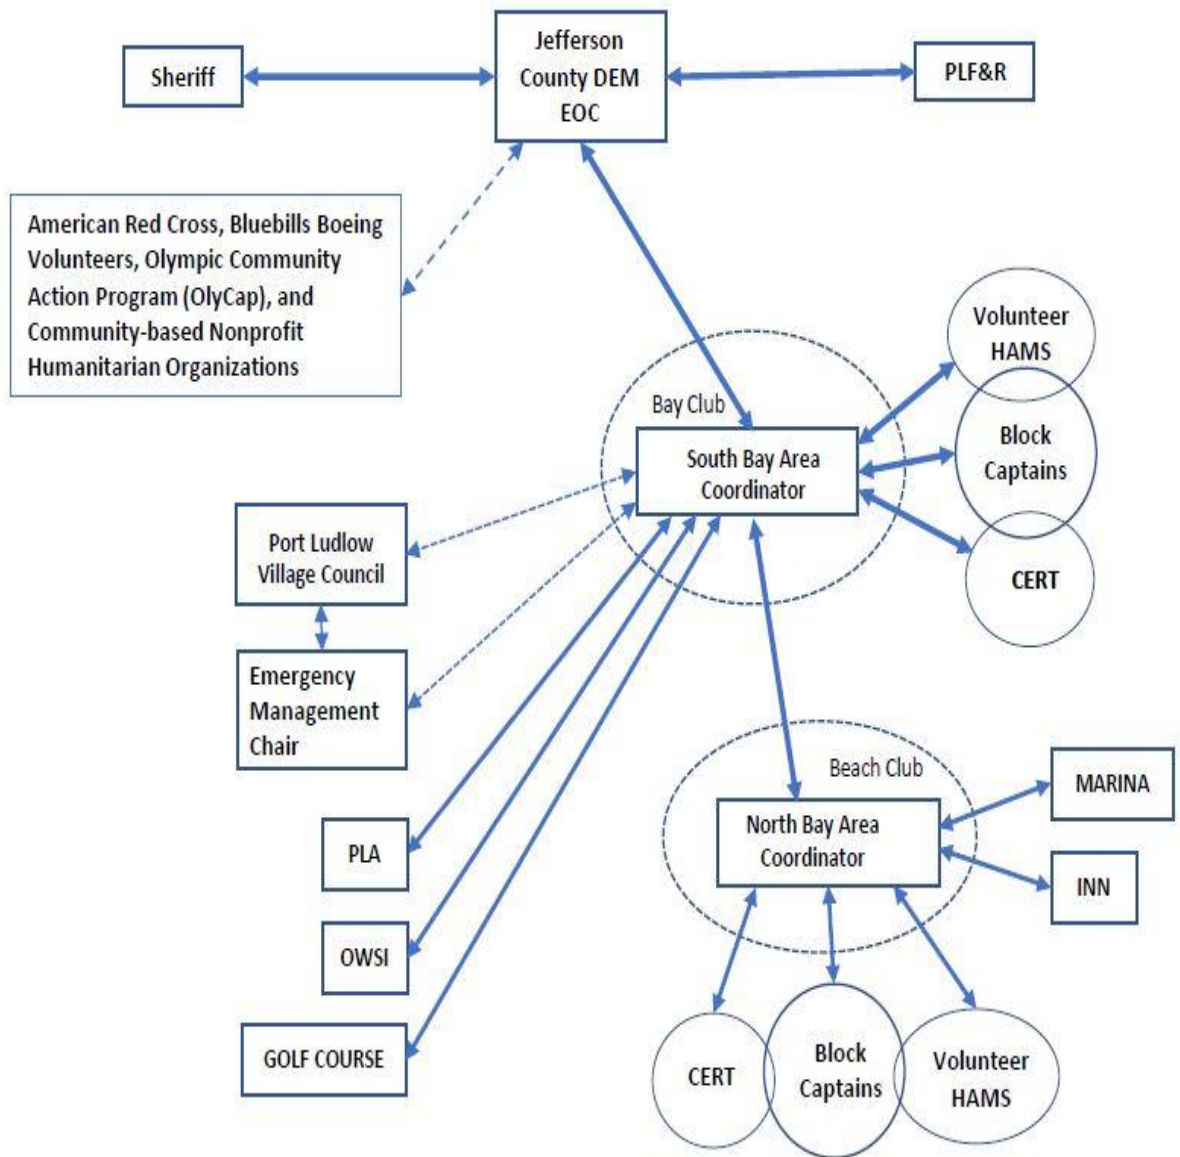 Jefferson
County DEM
EOC
Sheriff
PLF&R
American Red Cross, Bluebills Boeing
Volunteers, Olympic Community
Action Program (OlyCap), and
Community-based Nonprofit
Humanitarian Organizations
Volunteer
HAMS
Bay Club
Block
Captains
South Bay Area
Coordinator
Port Ludlow
Village Council
CERT
Emergency
Management
Chair
Beach Club
MARINA
North Bay Area
Coordinator
PLA
INN
OWSI
GOLF COURSE
CERT
Block
Captains
Volunteer
HAMS